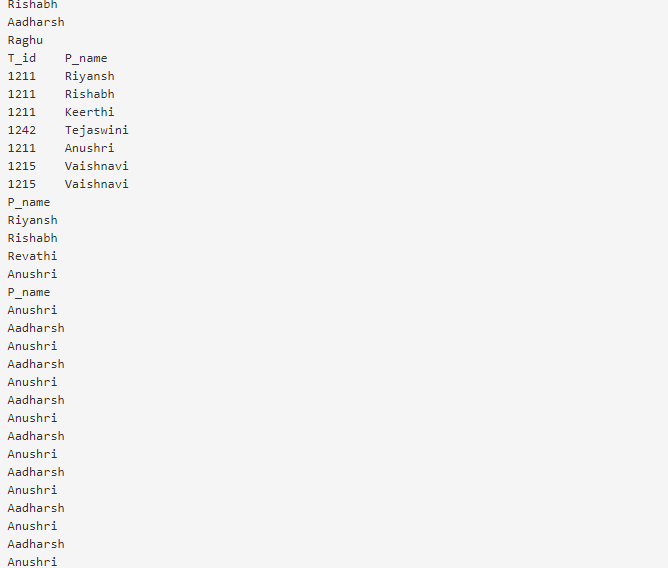 Rishabh
Aadharsh
Raghu
T_id P_name
1211 Riyansh
1211 Rishabh
1211 Keerthi
1242 Tejaswini
1211 Anushri
1215 Vaishnavi
1215 Vaishnavi
P_name
Riyansh
Rishabh
Revathi
Anushri
P_name
Anushri
Aadharsh
Anushri
Aadharsh
Anushri
Aadharsh
Anushri
Aadharsh
Anushri
Aadharsh
Anushri
Aadharsh
Anushri
Aadharsh
Anushri